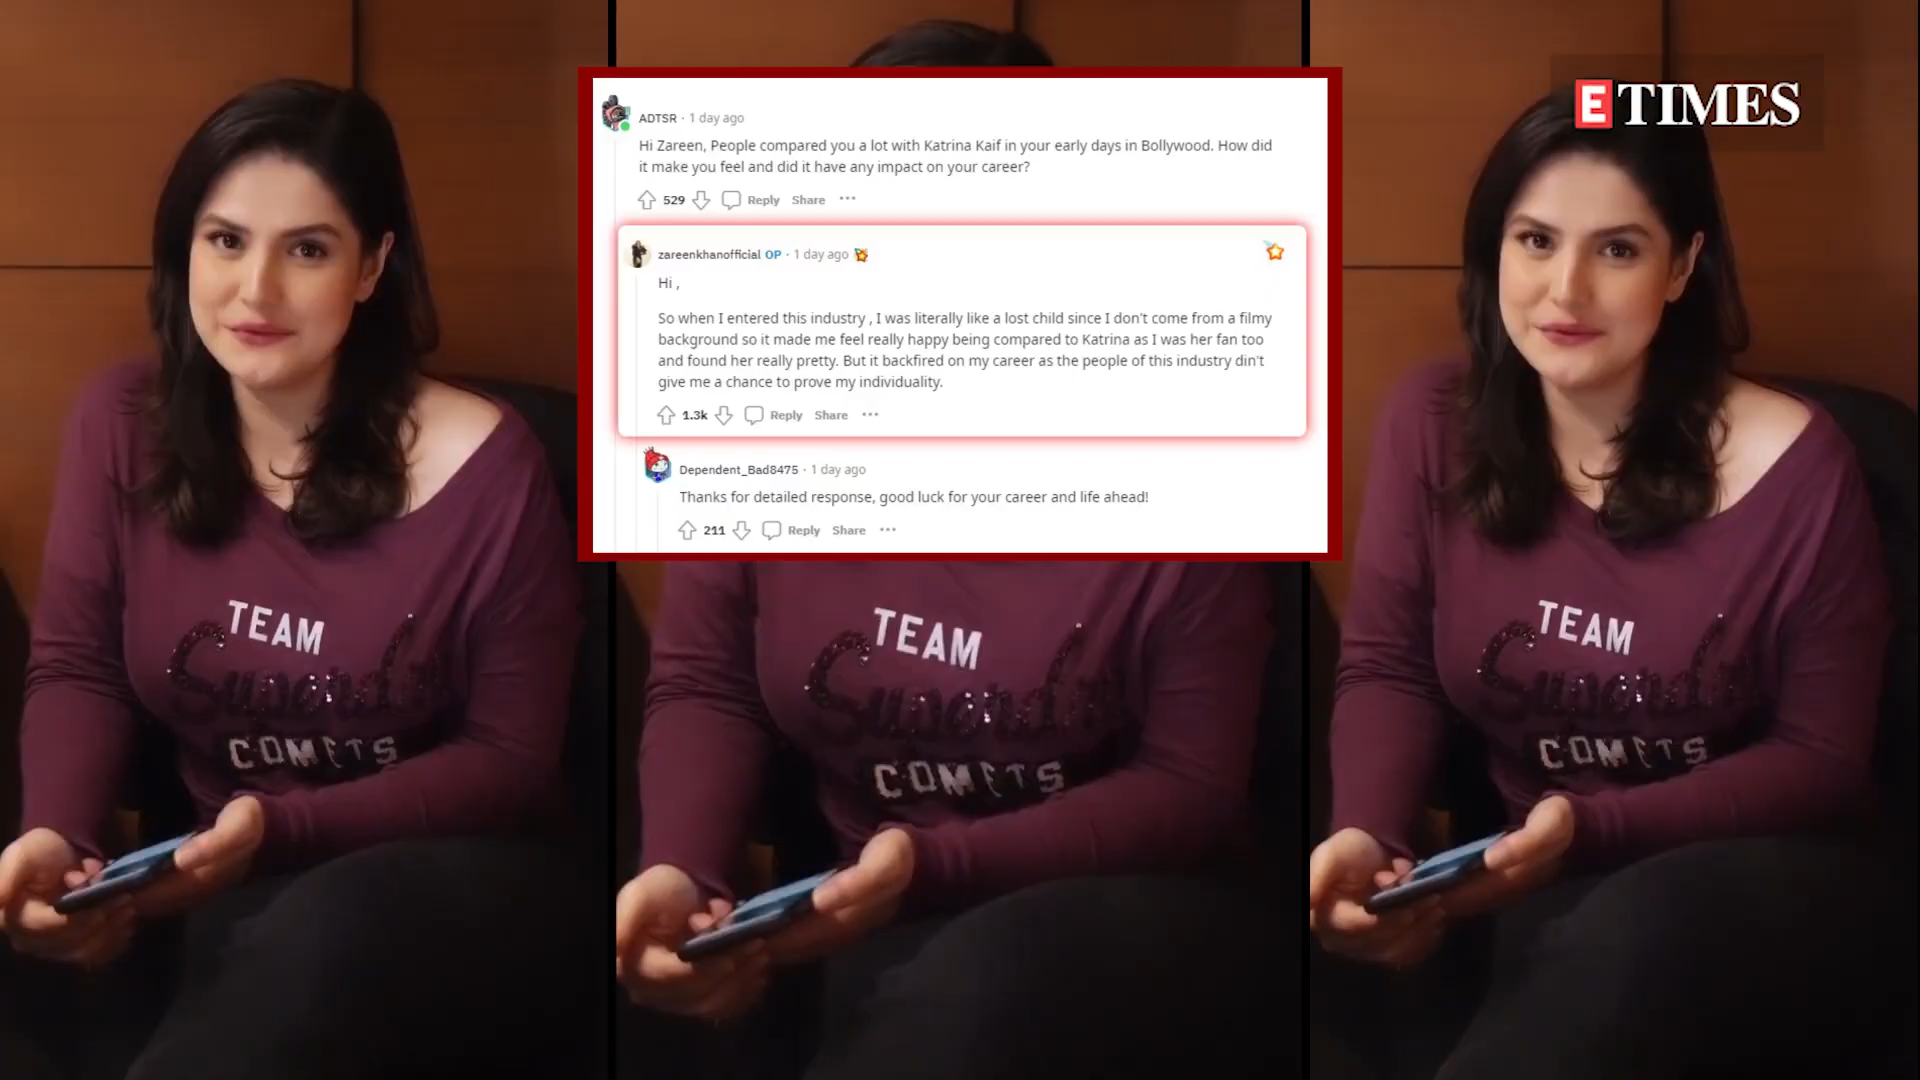 E TIMES
ADTSR · 1 day ago
Hi Zareen, People compared you a lot with Katrina Kaif in your early days in Bollywood. How did
it make you feel and did it have any impact on your career?
529 Reply Share ···
zareenkhanofficial OP · 1 day ago
Hi ,
So when I entered this industry , I was literally like a lost child since I don't come from a filmy
background so it made me feel really happy being compared to Katrina as I was her fan too
and found her really pretty. But it backfired on my career as the people of this industry din't
give me a chance to prove my individuality.
1.3k Reply Share ···
Dependent_Bad8475 · 1 day ago
Thanks for detailed response, good luck for your career and life ahead!
211 Reply Share ···
TEAM
COMETS
TEAM
COMETS
TEAM
COMETS